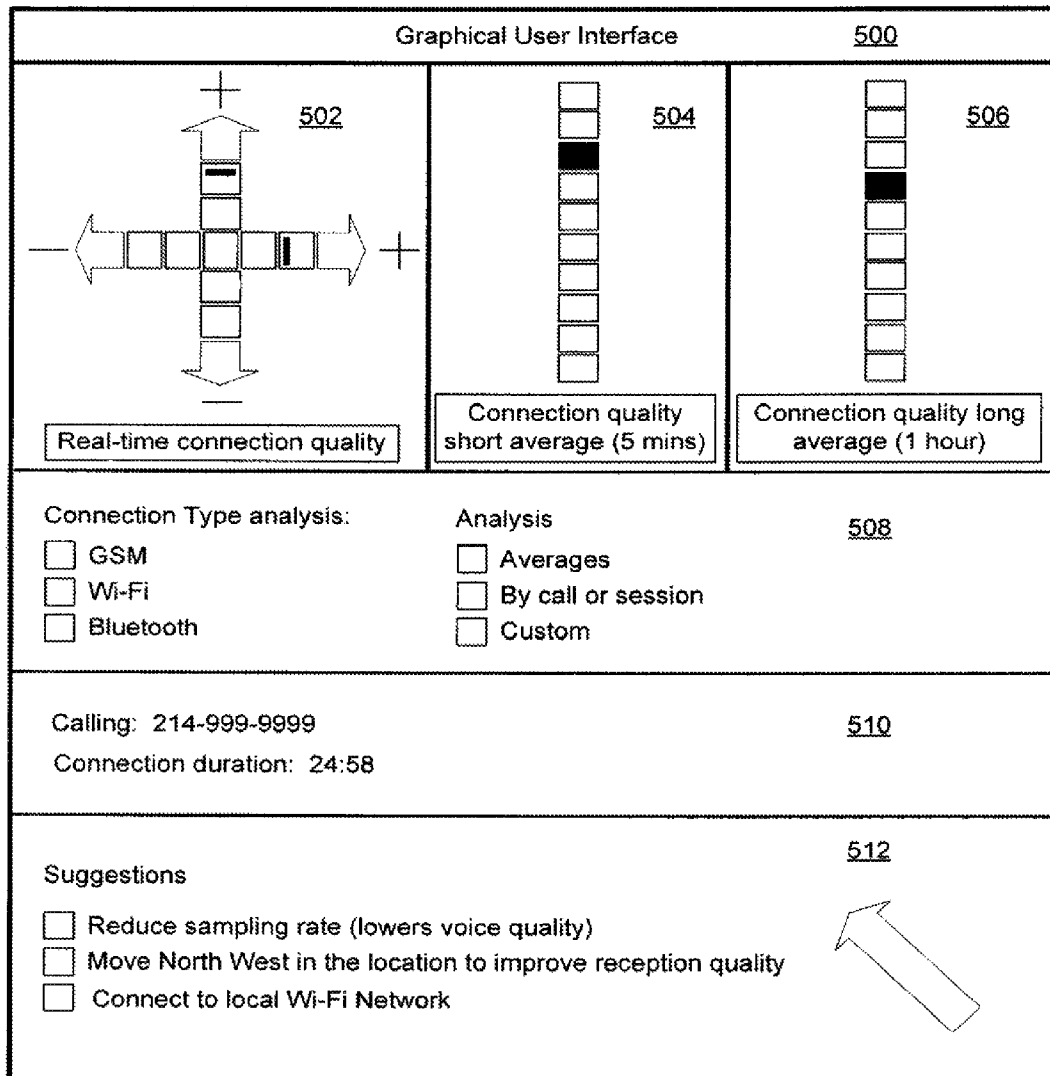 Graphical User Interface 500
502
504
506
+
− +
−
Real-time connection quality
Connection quality
short average (5 mins)
Connection quality long
average (1 hour)
508
Connection Type analysis:
GSM
Wi-Fi
Bluetooth
Analysis
Averages
By call or session
Custom
510
Calling: 214-999-9999
Connection duration: 24:58
512
Suggestions
Reduce sampling rate (lowers voice quality)
Move North West in the location to improve reception quality
Connect to local Wi-Fi Network